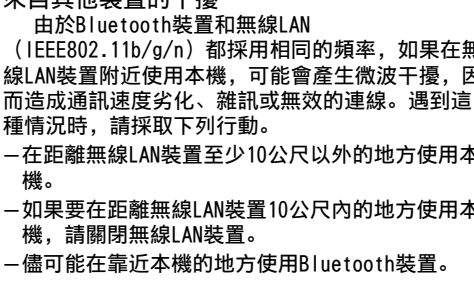 來自其他裝置的干擾
由於Bluetooth裝置和無線LAN
（IEEE802.11b/g/n）都採用相同的頻率，如果在無
線LAN裝置附近使用本機，可能會產生微波干擾，因
而造成通訊速度劣化、雜訊或無效的連線。遇到這
種情況時，請採取下列行動。
－在距離無線LAN裝置至少10公尺以外的地方使用本
機。
－如果要在距離無線LAN裝置10公尺內的地方使用本
機，請關閉無線LAN裝置。
－儘可能在靠近本機的地方使用Bluetooth裝置。